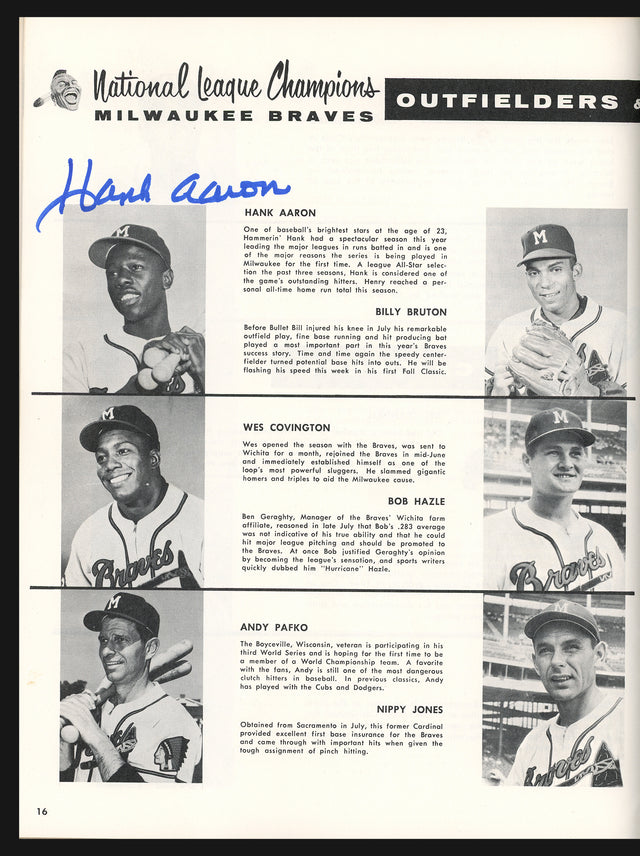 National League Champions
MILWAUKEE BRAVES
OUTFIELDERS &
Hank Aaron
HANK AARON
One of baseball's brightest stars at the age of 23,
Hammerin' Hank had a spectacular season this year
leading the major leagues in runs batted in and is one
of the major reasons the series is being played in
Milwaukee for the first time. A league All-Star selec-
tion the past three seasons, Hank is considered one of
the game's outstanding hitters. Henry reached a per-
sonal all-time home run total this season.
BILLY BRUTON
Before Bullet Bill injured his knee in July his remarkable
outfield play, fine base running and hit producing bat
played a most important part in this year's Braves
success story. Time and time again the speedy center-
fielder turned potential base hits into outs. He will be
flashing his speed this week in his first Fall Classic.
WES COVINGTON
Wes opened the season with the Braves, was sent to
Wichita for a month, rejoined the Braves in mid-June
and immediately established himself as one of the
loop's most powerful sluggers. He slammed gigantic
homers and triples to aid the Milwaukee cause.
BOB HAZLE
Ben Geraghty, Manager of the Braves' Wichita farm
affiliate, reasoned in late July that Bob's .283 average
was not indicative of his true ability and that he could
hit major league pitching and should be promoted to
the Braves. At once Bob justified Geraghty's opinion
by becoming the league's sensation, and sports writers
quickly dubbed him "Hurricane" Hazle.
ANDY PAFKO
The Boyceville, Wisconsin, veteran is participating in his
third World Series and is hoping for the first time to be
a member of a World Championship team. A favorite
with the fans, Andy is still one of the most dangerous
clutch hitters in baseball. In previous classics, Andy
has played with the Cubs and Dodgers.
NIPPY JONES
Obtained from Sacramento in July, this former Cardinal
provided excellent first base insurance for the Braves
and came through with important hits when given the
tough assignment of pinch hitting.
M
M
M
Braves
M
Braves
M
Braves
16